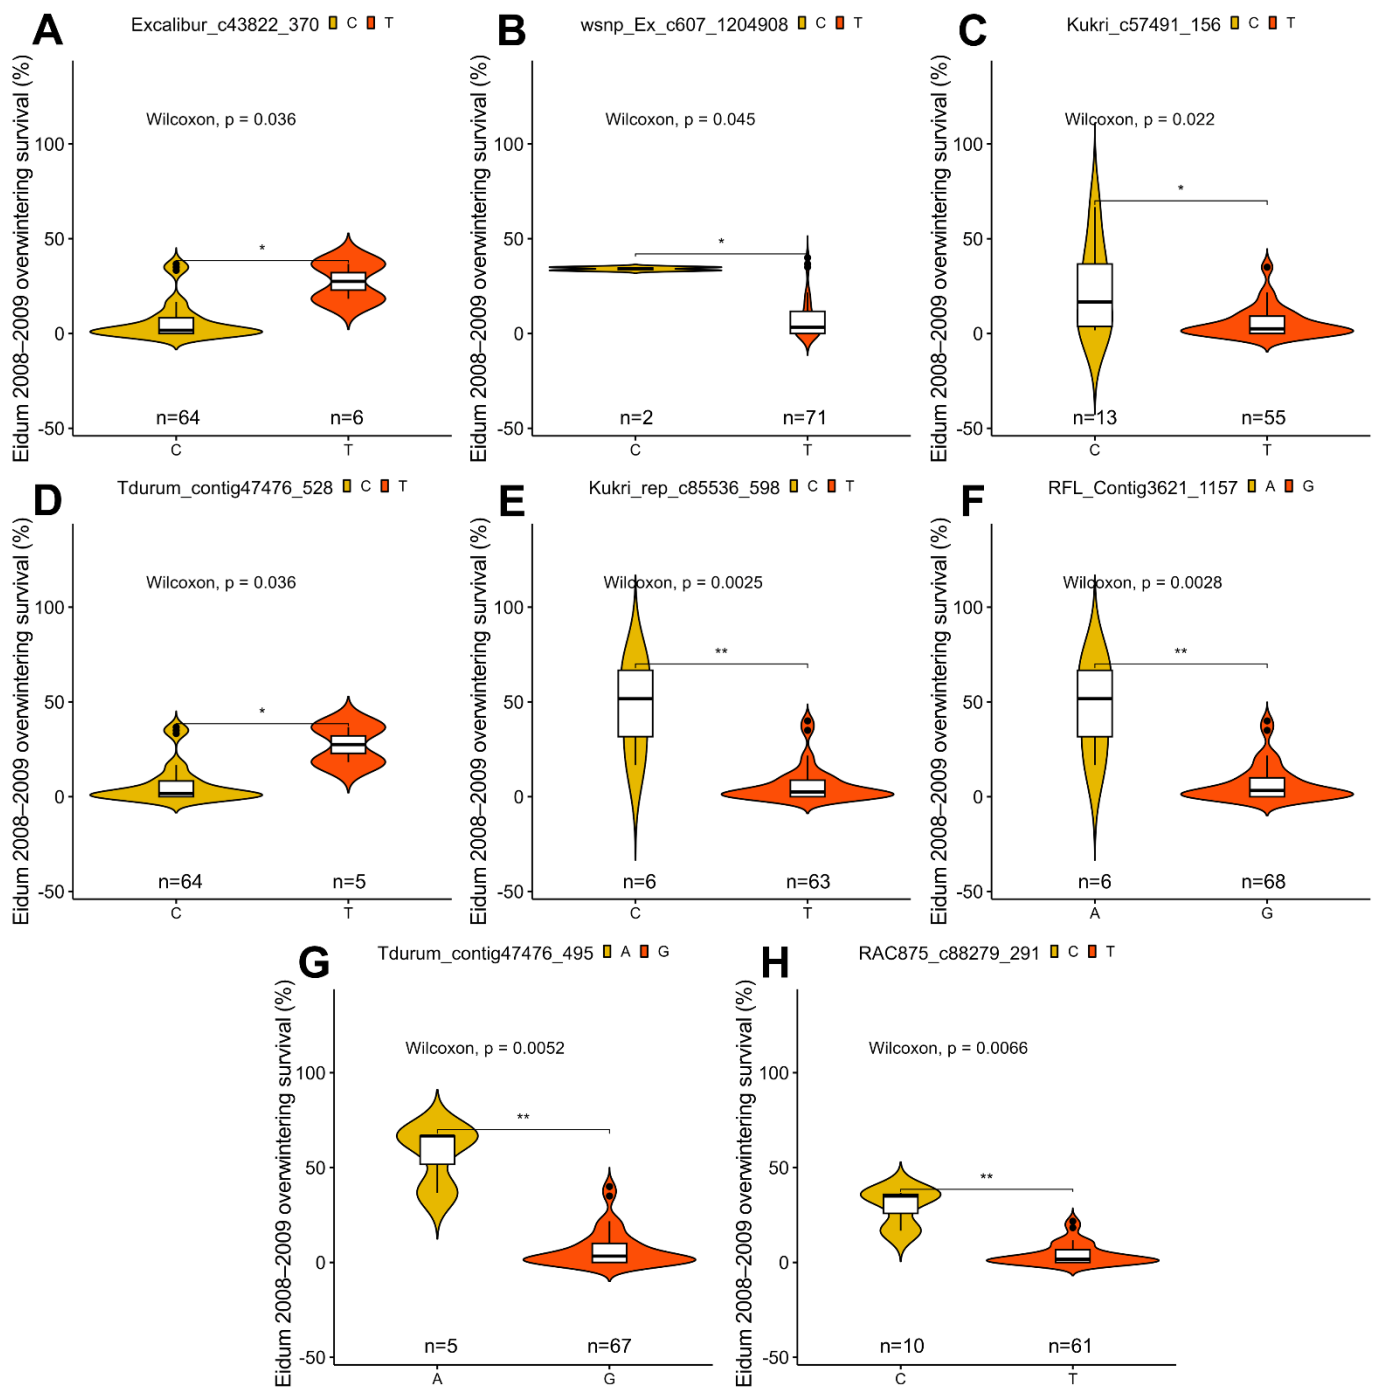 A Excalibur_c43822_370 C T
Eidum 2008–2009 overwintering survival (%)
Wilcoxon, p = 0.036
100
50
0
-50
*
n=64 n=6
C T
B wsnp_Ex_c607_1204908 C T
Eidum 2008–2009 overwintering survival (%)
Wilcoxon, p = 0.045
100
50
0
-50
*
n=2 n=71
C T
C Kukri_c57491_156 C T
Eidum 2008–2009 overwintering survival (%)
Wilcoxon, p = 0.022
100
50
0
-50
*
n=13 n=55
C T
D Tdurum_contig47476_528 C T
Eidum 2008–2009 overwintering survival (%)
Wilcoxon, p = 0.036
100
50
0
-50
*
n=64 n=5
C T
E Kukri_rep_c85536_598 C T
Eidum 2008–2009 overwintering survival (%)
Wilcoxon, p = 0.0025
100
50
0
-50
**
n=6 n=63
C T
F RFL_Contig3621_1157 A G
Eidum 2008–2009 overwintering survival (%)
Wilcoxon, p = 0.0028
100
50
0
-50
**
n=6 n=68
A G
G Tdurum_contig47476_495 A G
Eidum 2008–2009 overwintering survival (%)
Wilcoxon, p = 0.0052
100
50
0
-50
**
n=5 n=67
A G
H RAC875_c88279_291 C T
Eidum 2008–2009 overwintering survival (%)
Wilcoxon, p = 0.0066
100
50
0
-50
**
n=10 n=61
C T